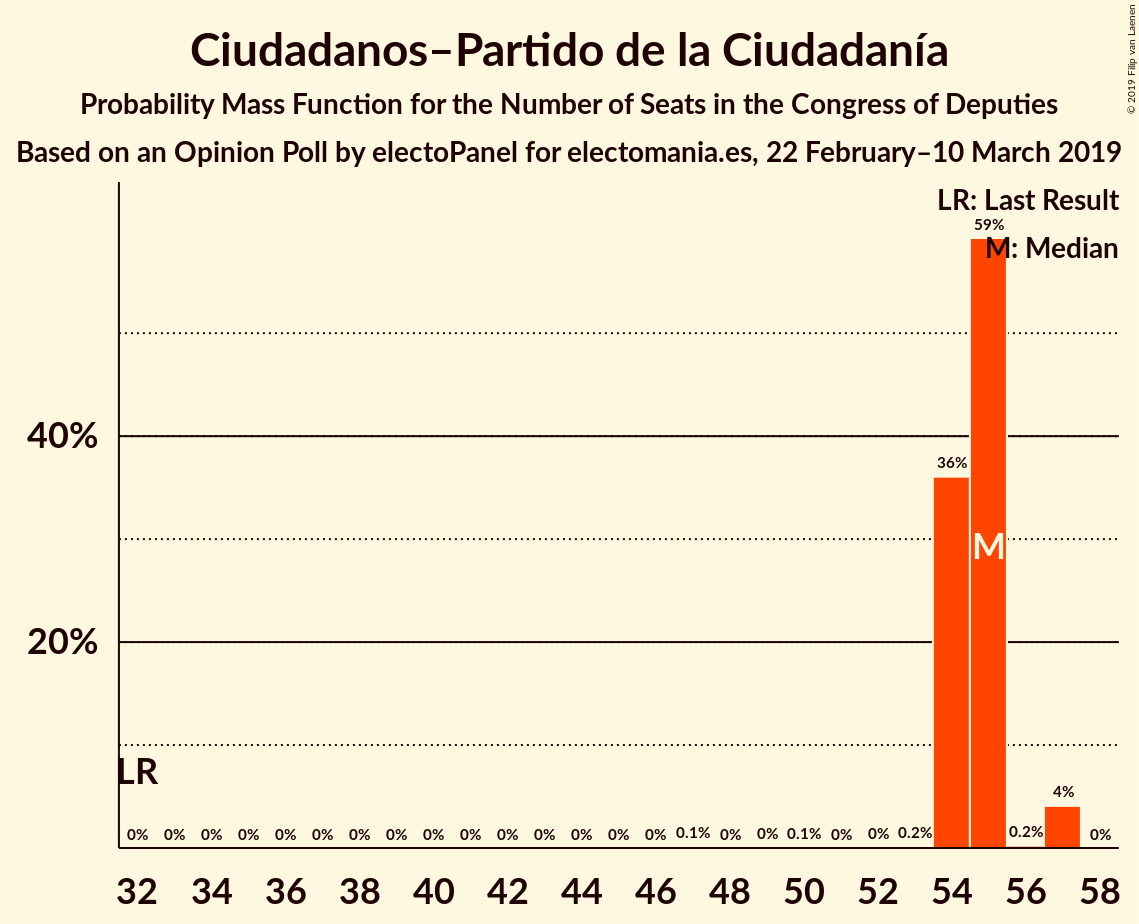 Ciudadanos–Partido de la Ciudadanía
Probability Mass Function for the Number of Seats in the Congress of Deputies
Based on an Opinion Poll by electoPanel for electomania.es, 22 February–10 March 2019
© 2019 Filip van Laenen
LR: Last Result
59%
M: Median
40%
36%
M
20%
LR
4%
0% 0% 0% 0% 0% 0% 0% 0% 0% 0% 0% 0% 0% 0% 0% 0.1% 0% 0% 0.1% 0% 0% 0.2% 0.2% 0%
32 34 36 38 40 42 44 46 48 50 52 54 56 58